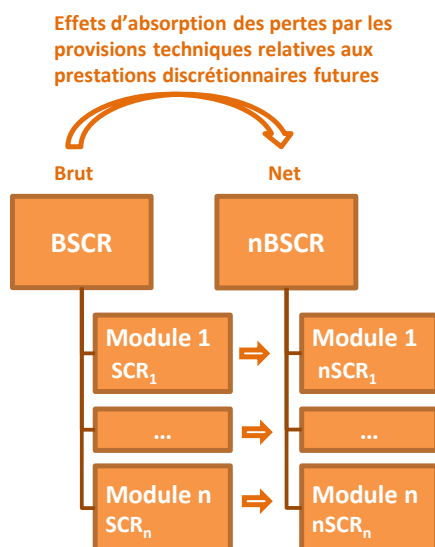 Effets d’absorption des pertes par les
provisions techniques relatives aux
prestations discrétionnaires futures
Brut
Net
BSCR
nBSCR
Module 1
SCR₁
Module 1
nSCR₁
...
...
Module n
SCRₙ
Module n
nSCRₙ